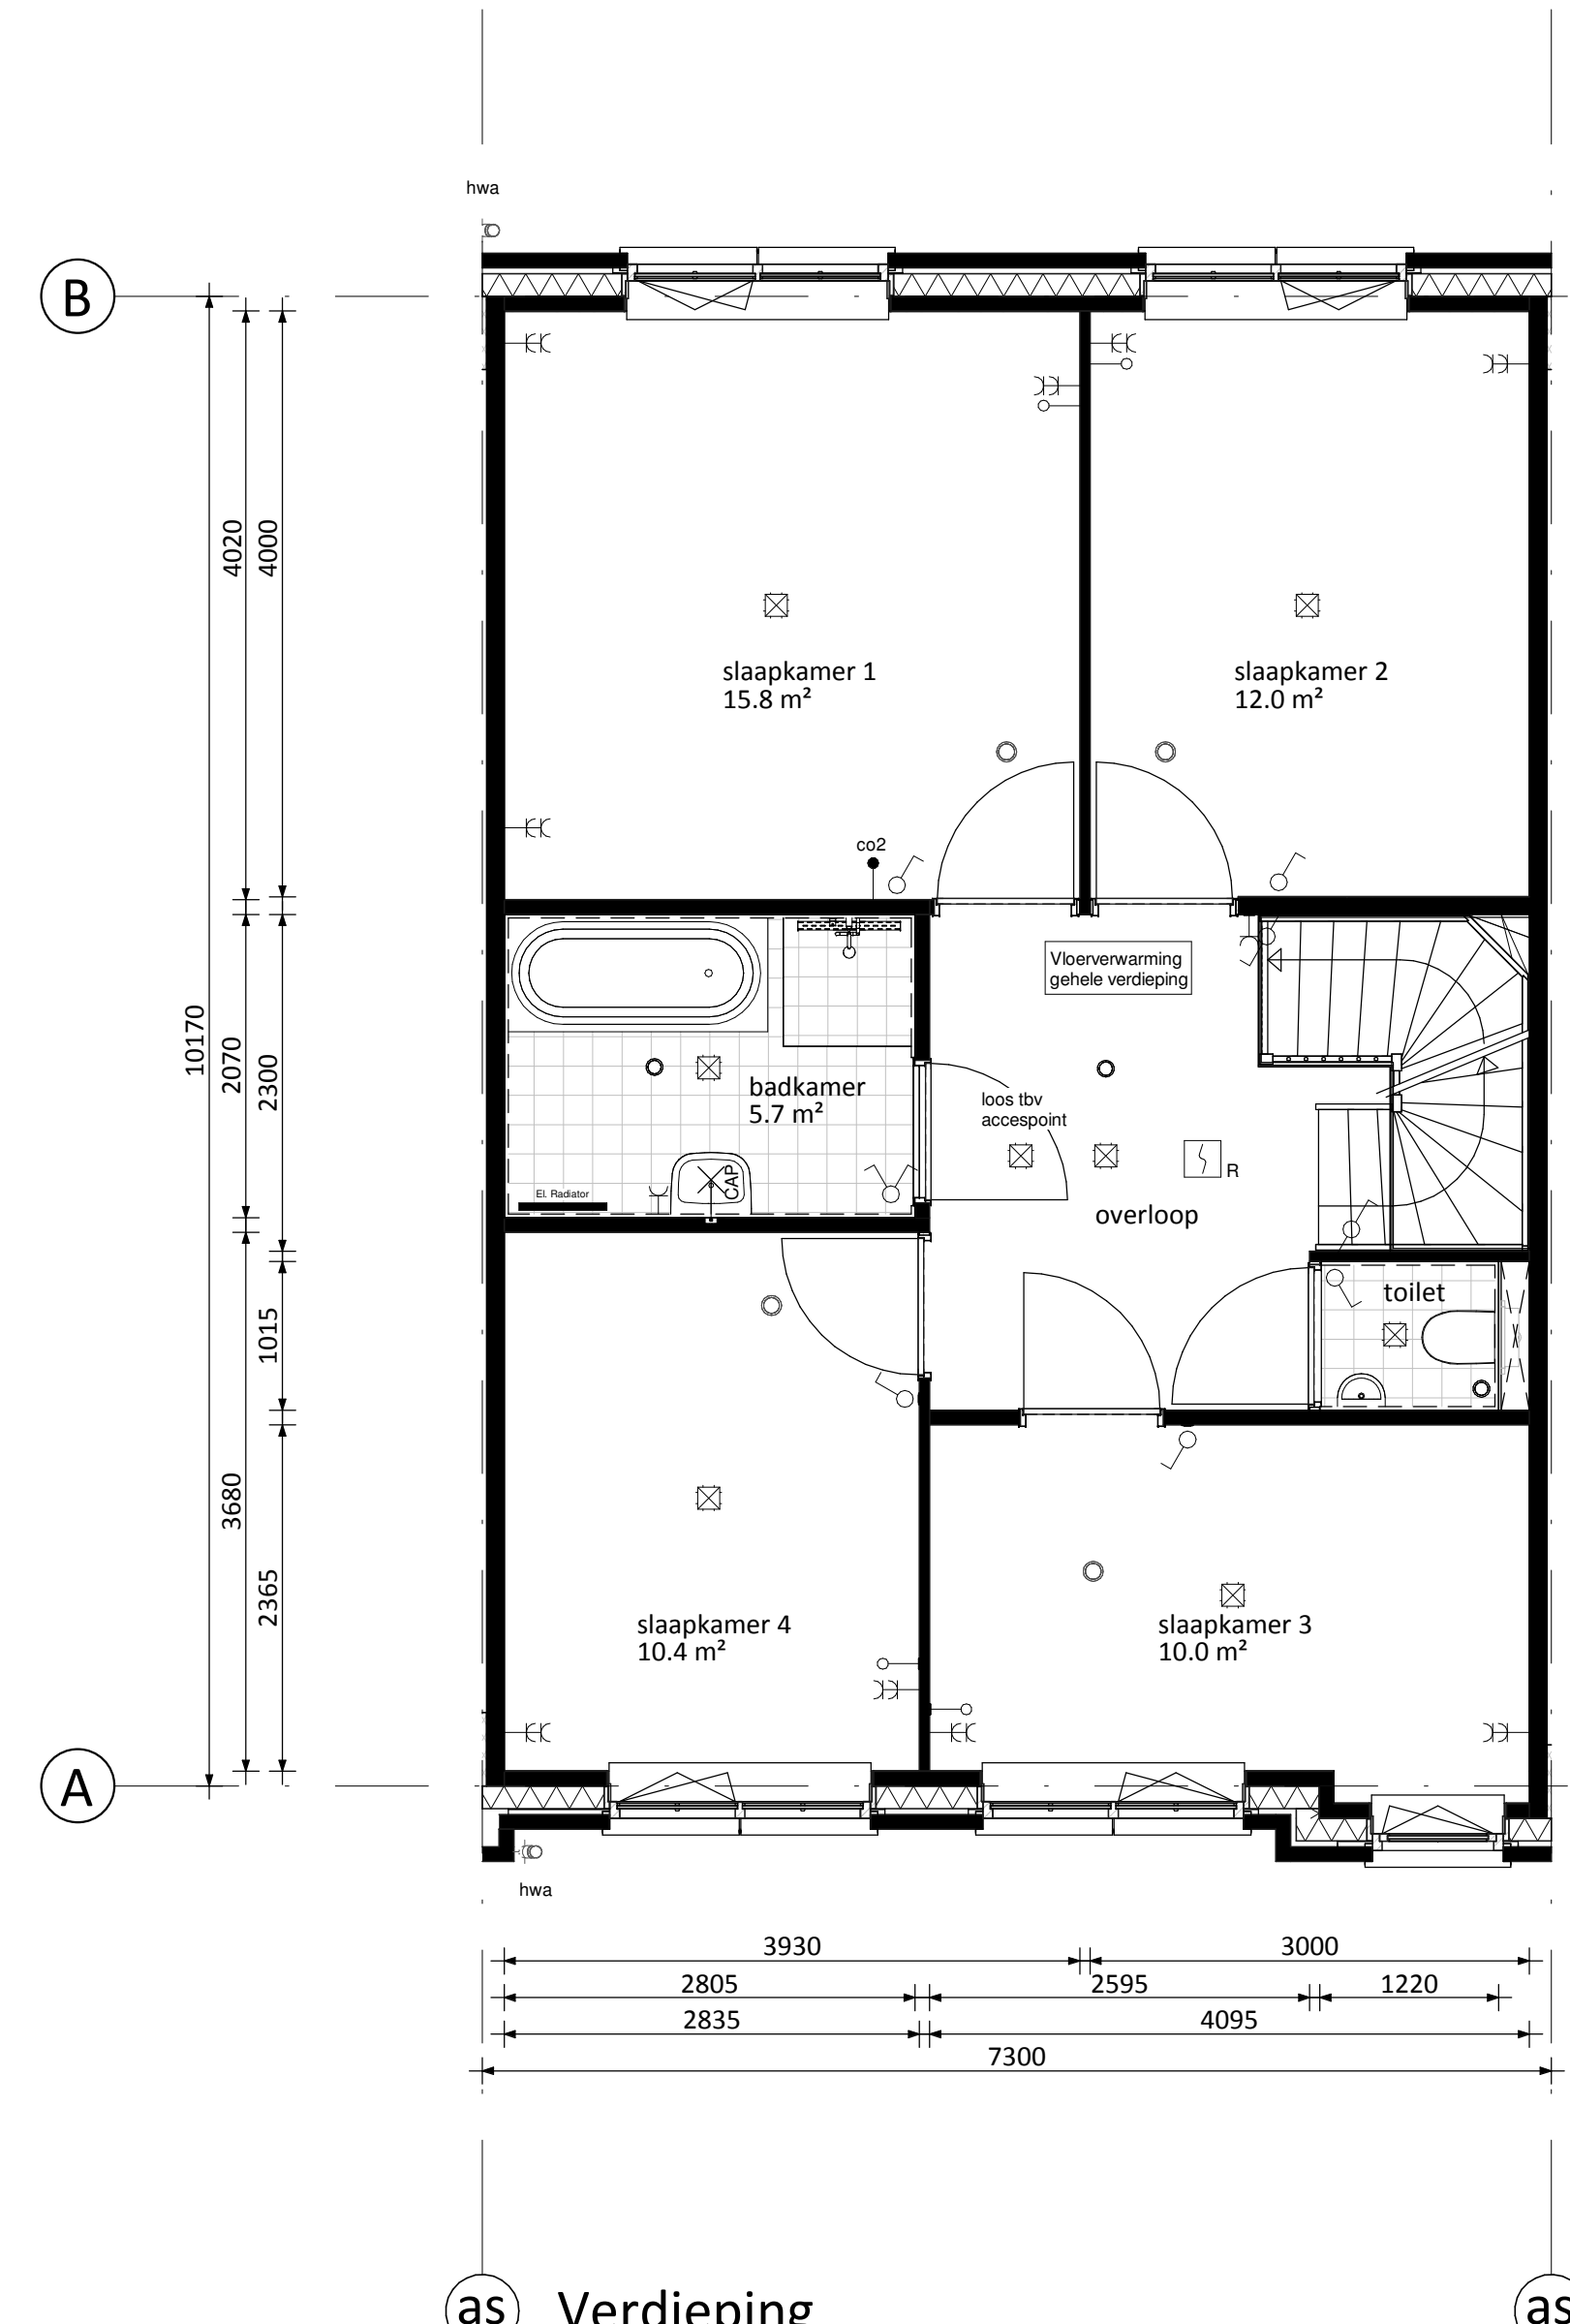 hwa
B
4020
4000
slaapkamer 1
15.8 m²
slaapkamer 2
12.0 m²
co2
Vloerverwarming
gehele verdieping
10170
2070
2300
badkamer
5.7 m²
loos tbv
accespoint
CAP
El. Radiator
R
overloop
toilet
1015
3680
2365
slaapkamer 4
10.4 m²
slaapkamer 3
10.0 m²
A
hwa
3930
3000
2805
2595
1220
2835
4095
7300
as
Verdieping
as